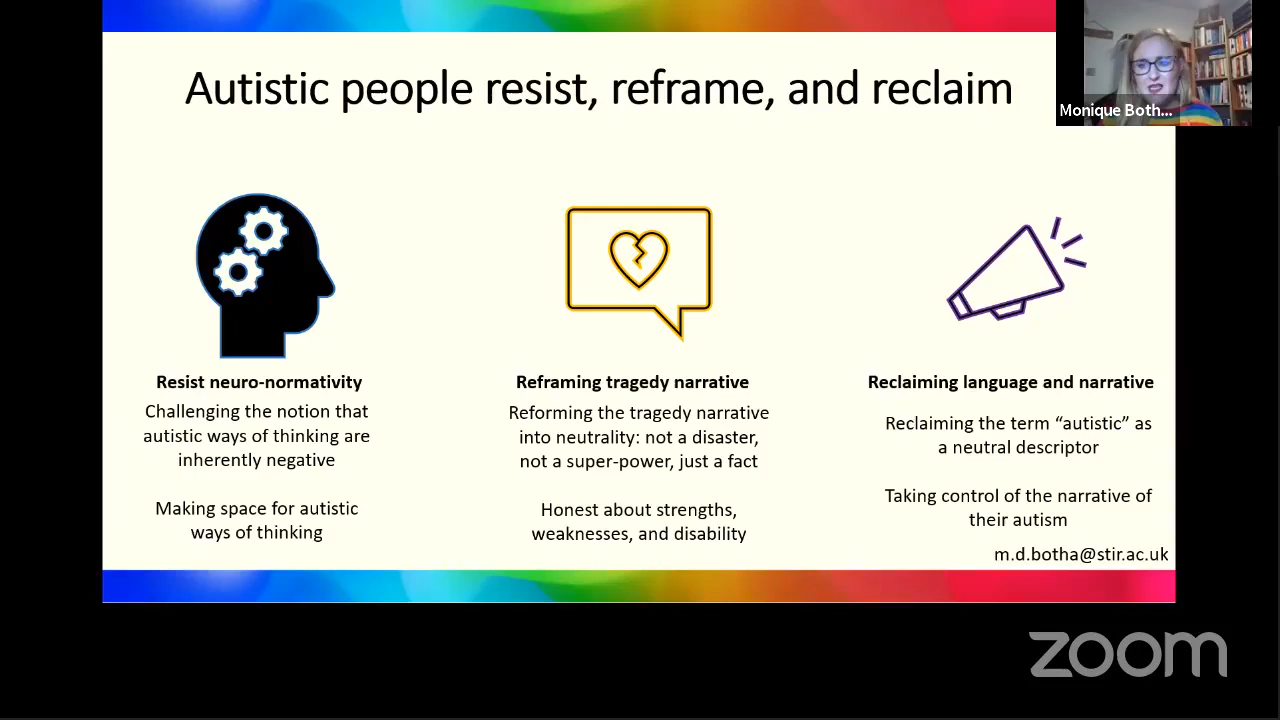 Autistic people resist, reframe, and reclaim
Monique Both...
Resist neuro-normativity
Challenging the notion that
autistic ways of thinking are
inherently negative
Making space for autistic
ways of thinking
Reframing tragedy narrative
Reforming the tragedy narrative
into neutrality: not a disaster,
not a super-power, just a fact
Honest about strengths,
weaknesses, and disability
Reclaiming language and narrative
Reclaiming the term “autistic” as
a neutral descriptor
Taking control of the narrative of
their autism
m.d.botha@stir.ac.uk
zoom